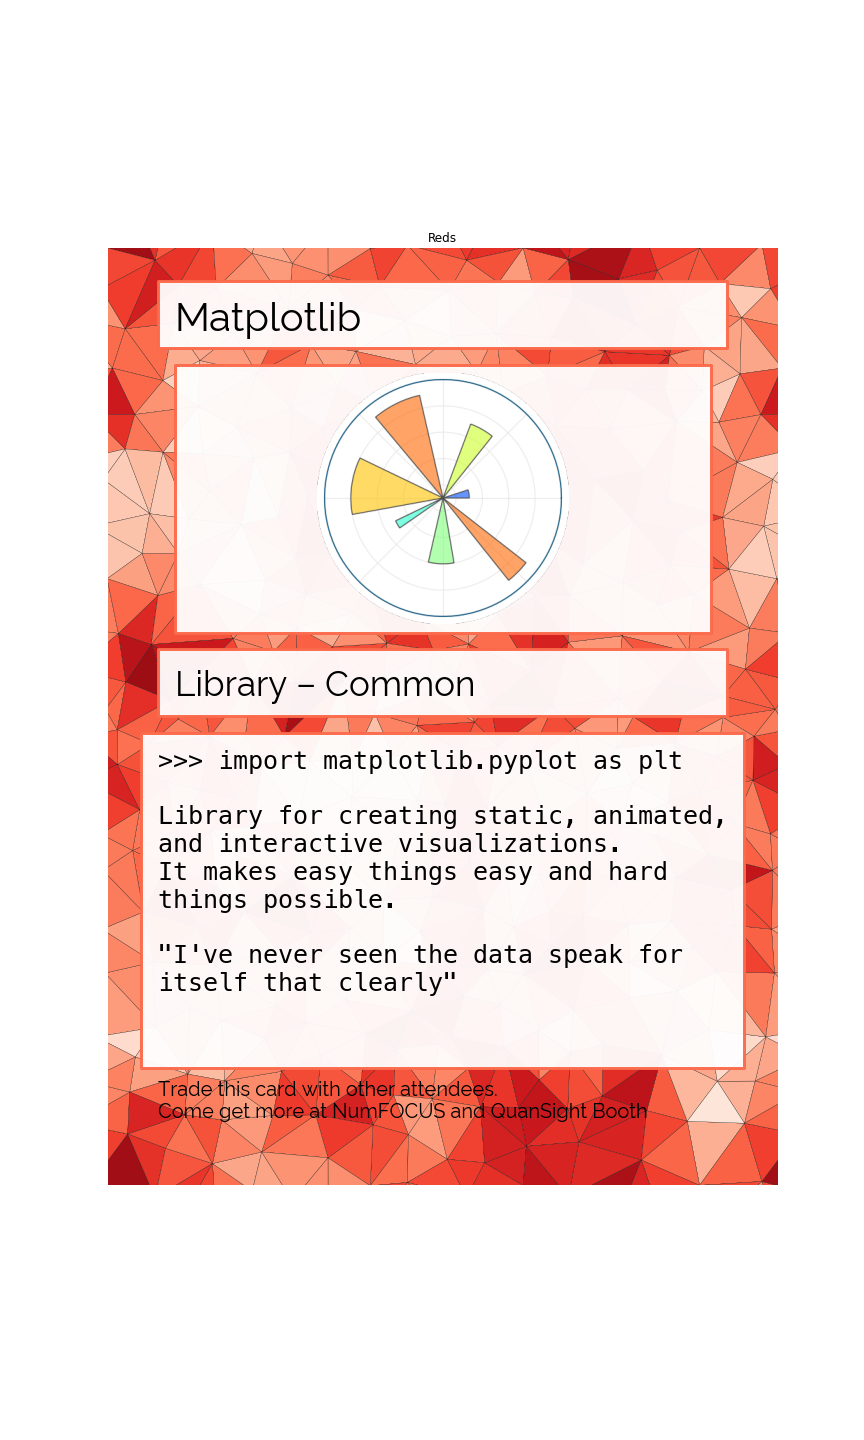 Reds
Matplotlib
Library – Common
>>> import matplotlib.pyplot as plt
Library for creating static, animated,
and interactive visualizations.
It makes easy things easy and hard
things possible.
"I've never seen the data speak for
itself that clearly"
Trade this card with other attendees.
Come get more at NumFOCUS and QuanSight Booth